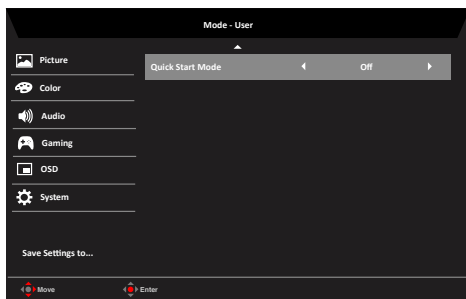 Mode - User
Picture
Quick Start Mode Off
Color
Audio
Gaming
OSD
System
Save Settings to...
Move Enter